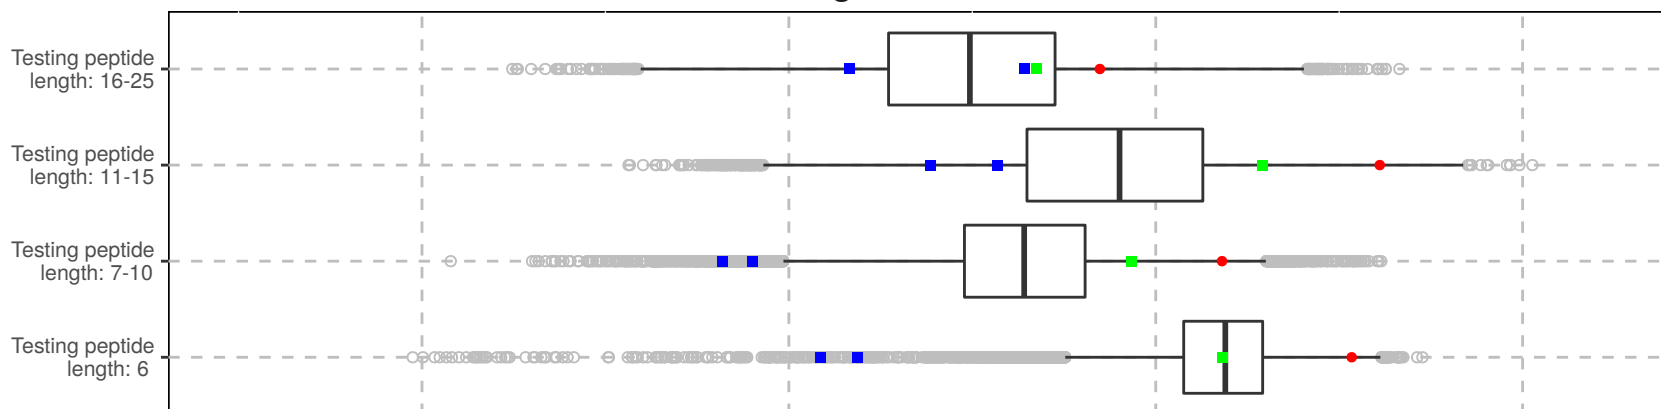 Testing peptide
length: 16-25
Testing peptide
length: 11-15
Testing peptide
length: 7-10
Testing peptide
length: 6